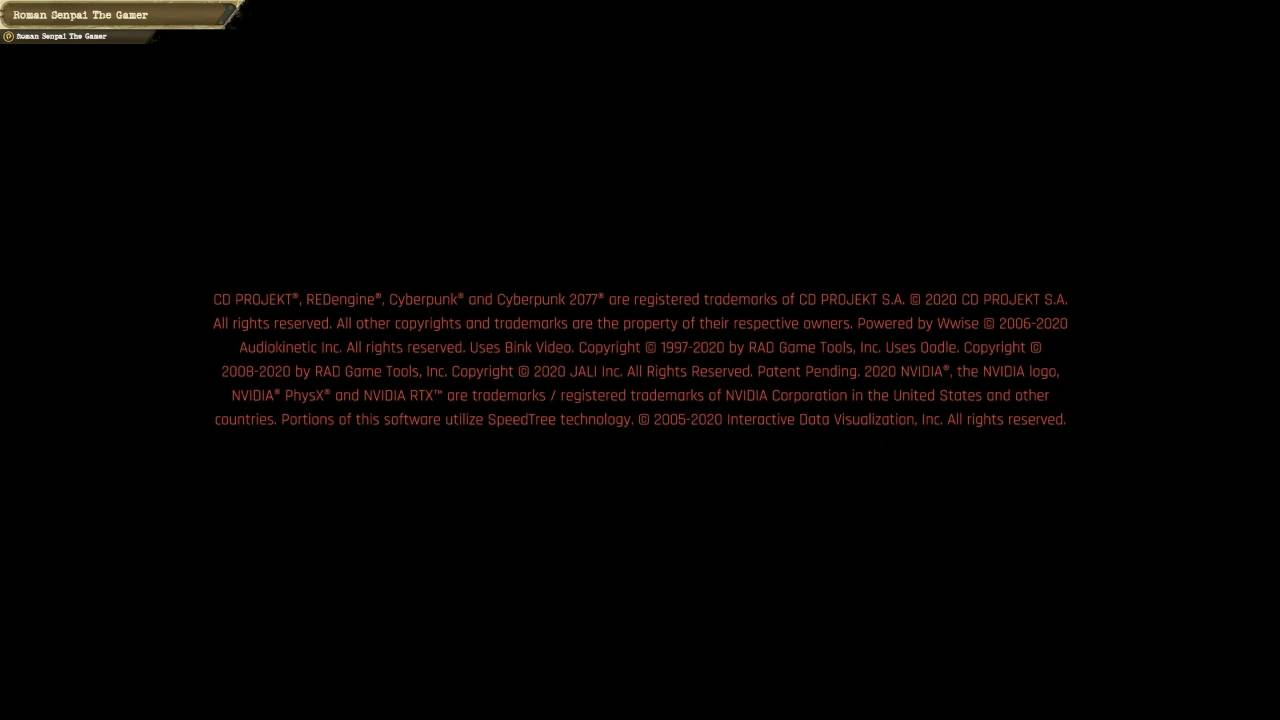 Roman Senpai The Gamer
Roman Senpai The Gamer
CD PROJEKT®, REDengine®, Cyberpunk® and Cyberpunk 2077® are registered trademarks of CD PROJEKT S.A. © 2020 CD PROJEKT S.A.
All rights reserved. All other copyrights and trademarks are the property of their respective owners. Powered by Wwise © 2006-2020
Audiokinetic Inc. All rights reserved. Uses Bink Video. Copyright © 1997-2020 by RAD Game Tools, Inc. Uses Oodle. Copyright ©
2008-2020 by RAD Game Tools, Inc. Copyright © 2020 JALI Inc. All Rights Reserved. Patent Pending. 2020 NVIDIA®, the NVIDIA logo,
NVIDIA® PhysX® and NVIDIA RTX™ are trademarks / registered trademarks of NVIDIA Corporation in the United States and other
countries. Portions of this software utilize SpeedTree technology. © 2005-2020 Interactive Data Visualization, Inc. All rights reserved.